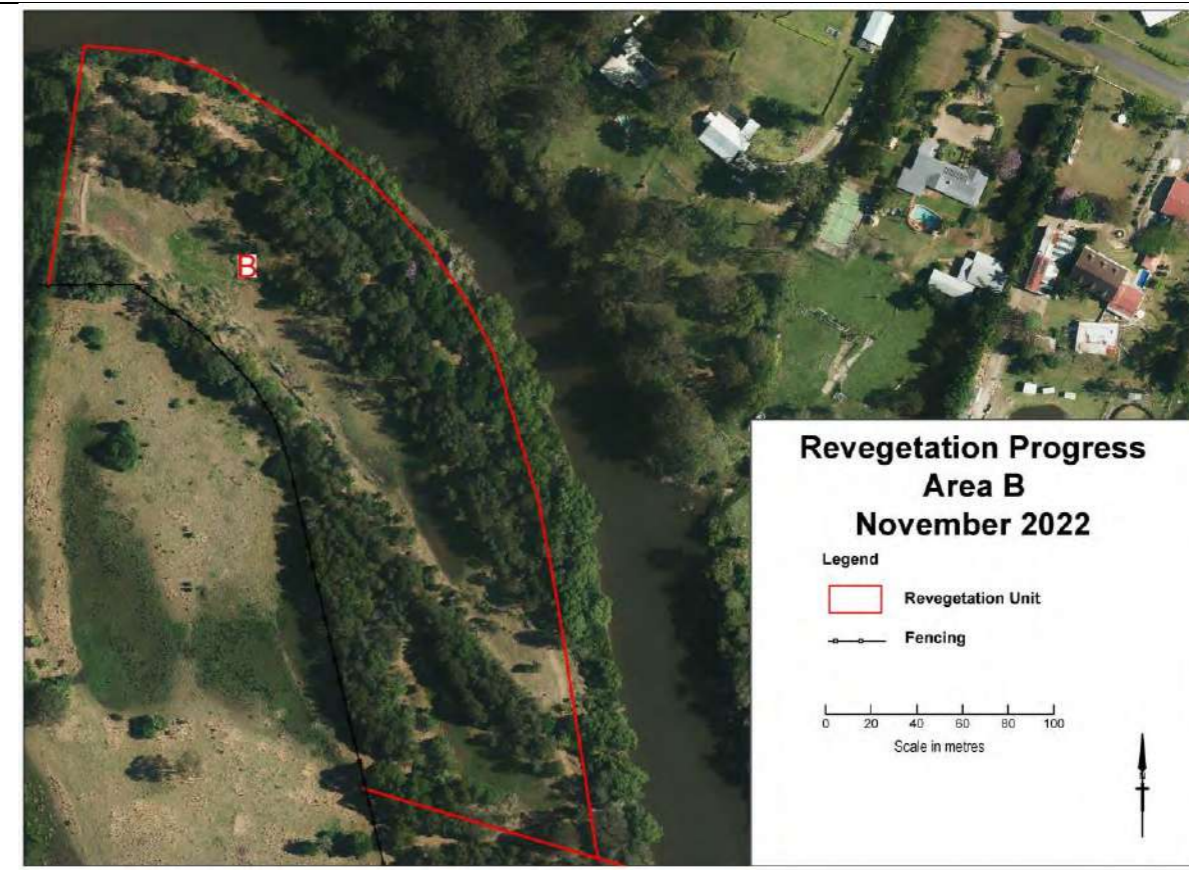 B
Revegetation Progress
Area B
November 2022
Legend
Revegetation Unit
Fencing
0 20 40 60 80 100
Scale in metres